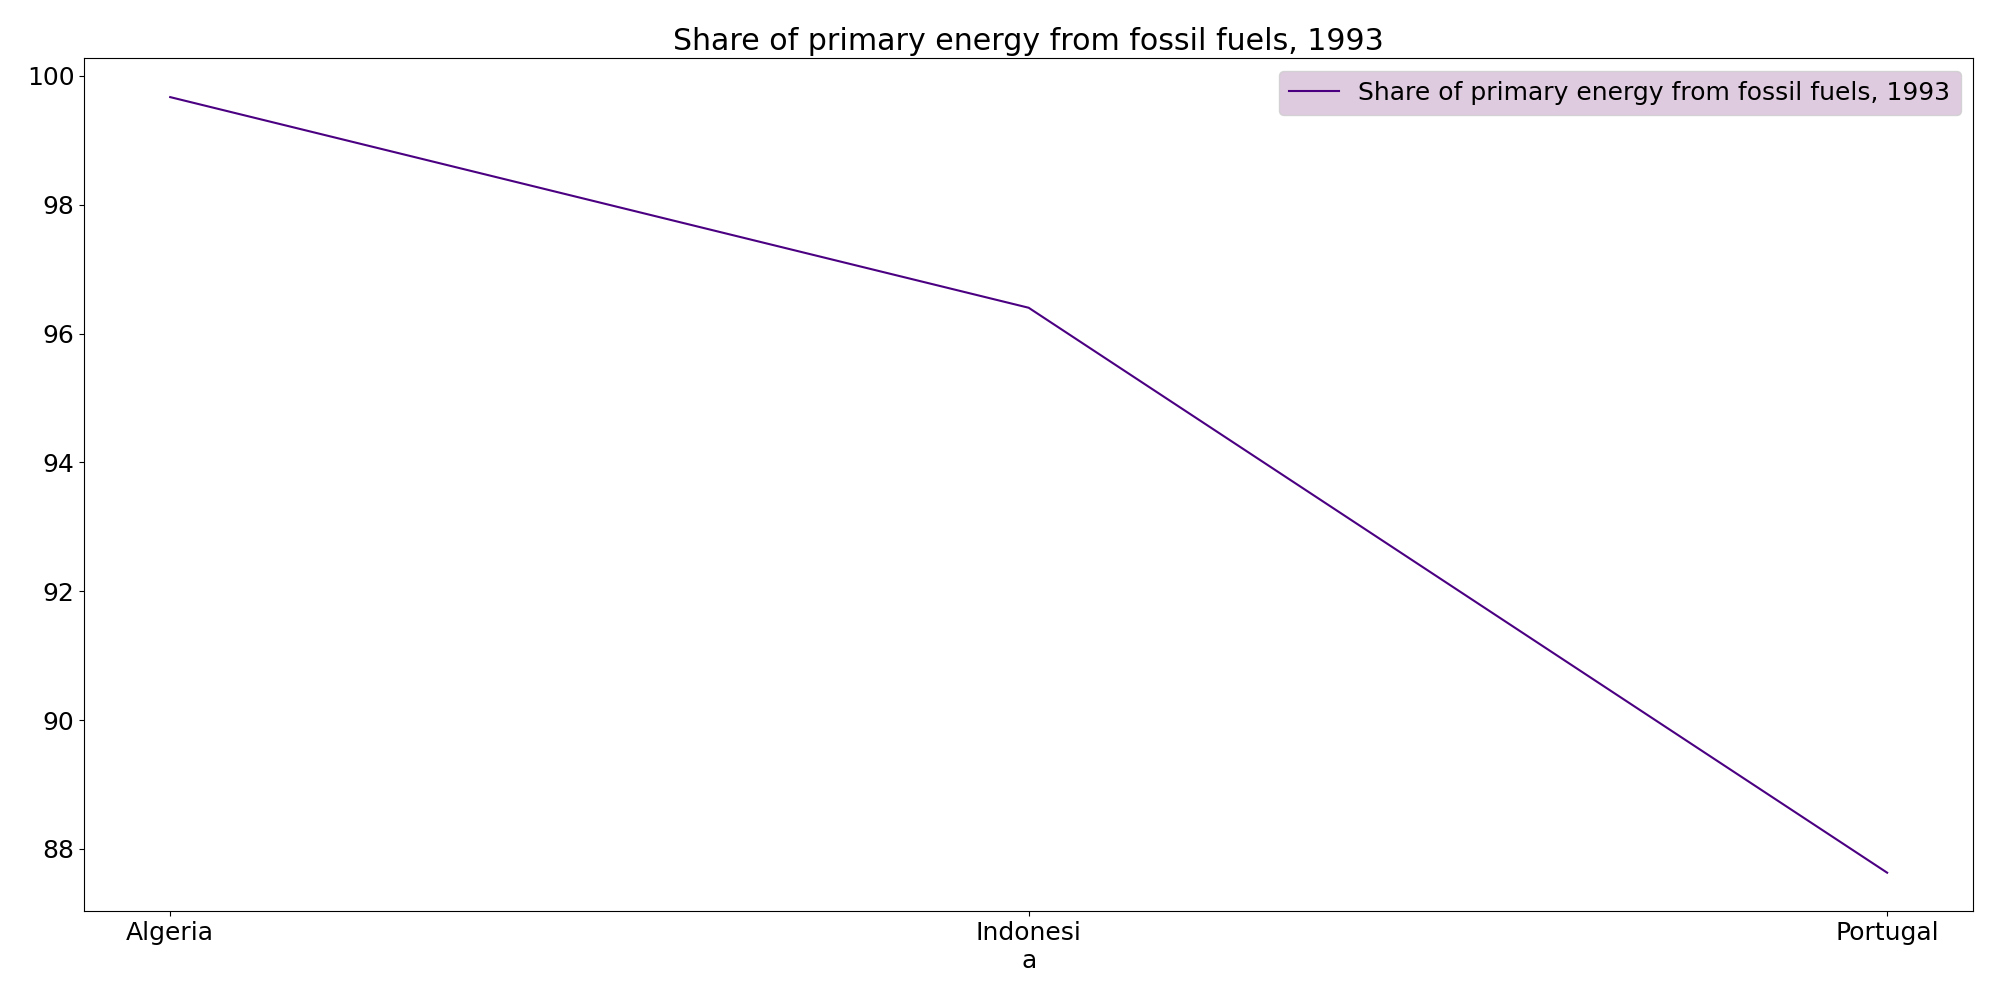 Share of primary energy from fossil fuels, 1993
Share of primary energy from fossil fuels, 1993
100
98
96
94
92
90
88
Algeria
Indonesi
a
Portugal